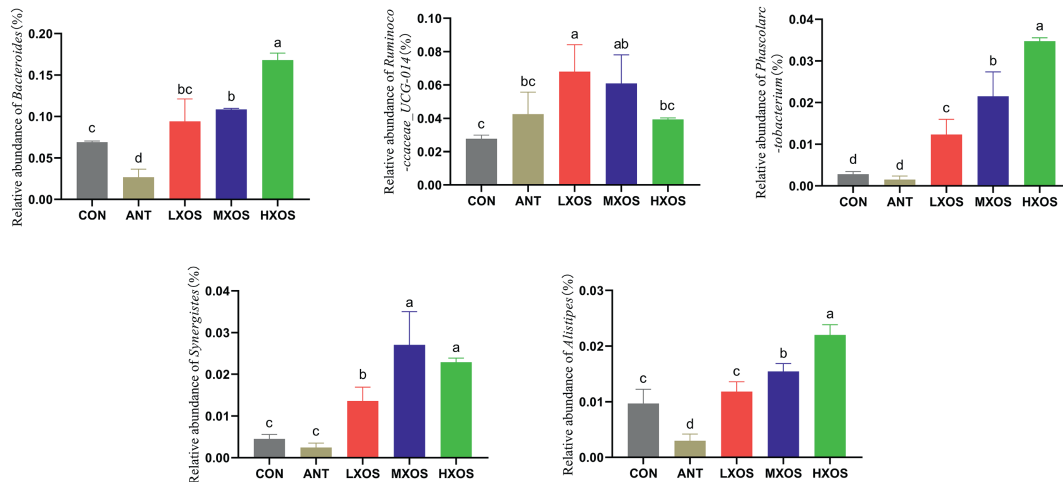 Relative abundance of Bacteroides(%)
0.20
0.15
0.10
0.05
0.00
c
d
bc
b
a
CON ANT LXOS MXOS HXOS
Relative abundance of Ruminoco
-ccaceae_UCG-014(%)
0.10
0.08
0.06
0.04
0.02
0.00
c
bc
a
ab
bc
CON ANT LXOS MXOS HXOS
Relative abundance of Phascolarc
-tobacterium(%)
0.04
0.03
0.02
0.01
0.00
d
d
c
b
a
CON ANT LXOS MXOS HXOS
Relative abundance of Synergistes(%)
0.04
0.03
0.02
0.01
0.00
c
c
b
a
a
CON ANT LXOS MXOS HXOS
Relative abundance of Alistipes(%)
0.03
0.02
0.01
0.00
c
d
c
b
a
CON ANT LXOS MXOS HXOS